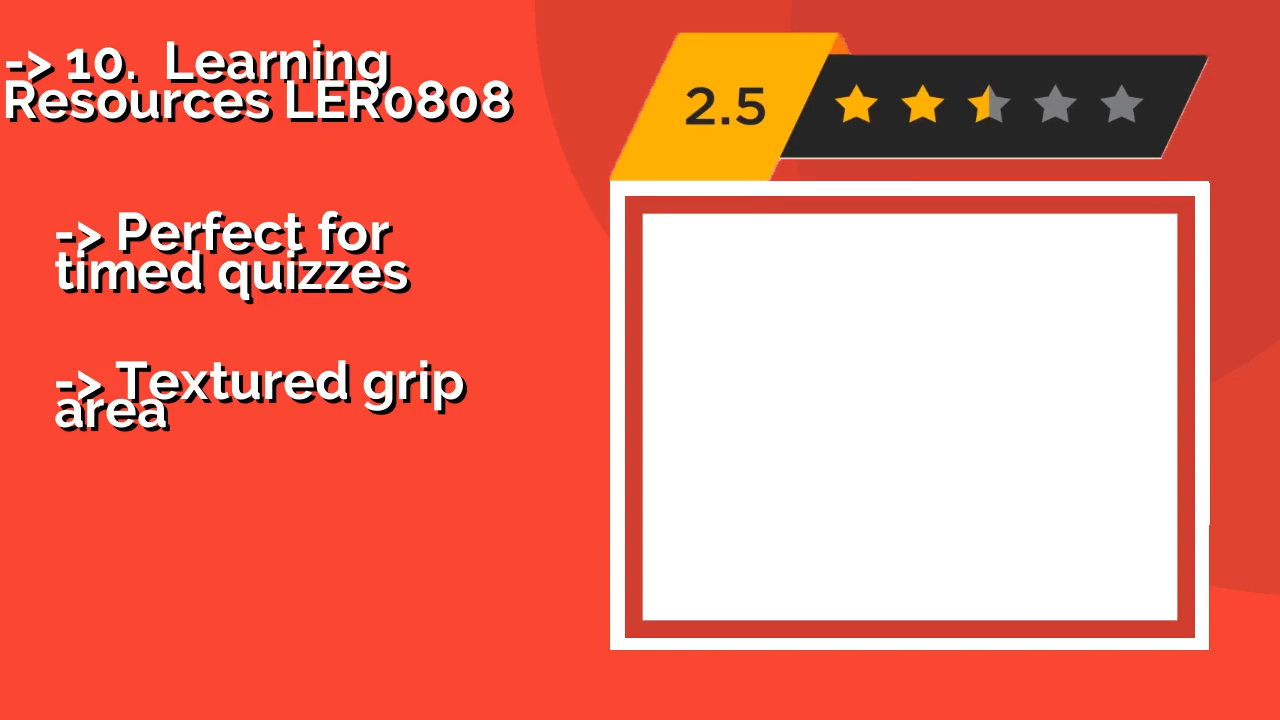 -> 10.  Learning
Resources LER0808
2.5
-> Perfect for
timed quizzes
-> Textured grip
area